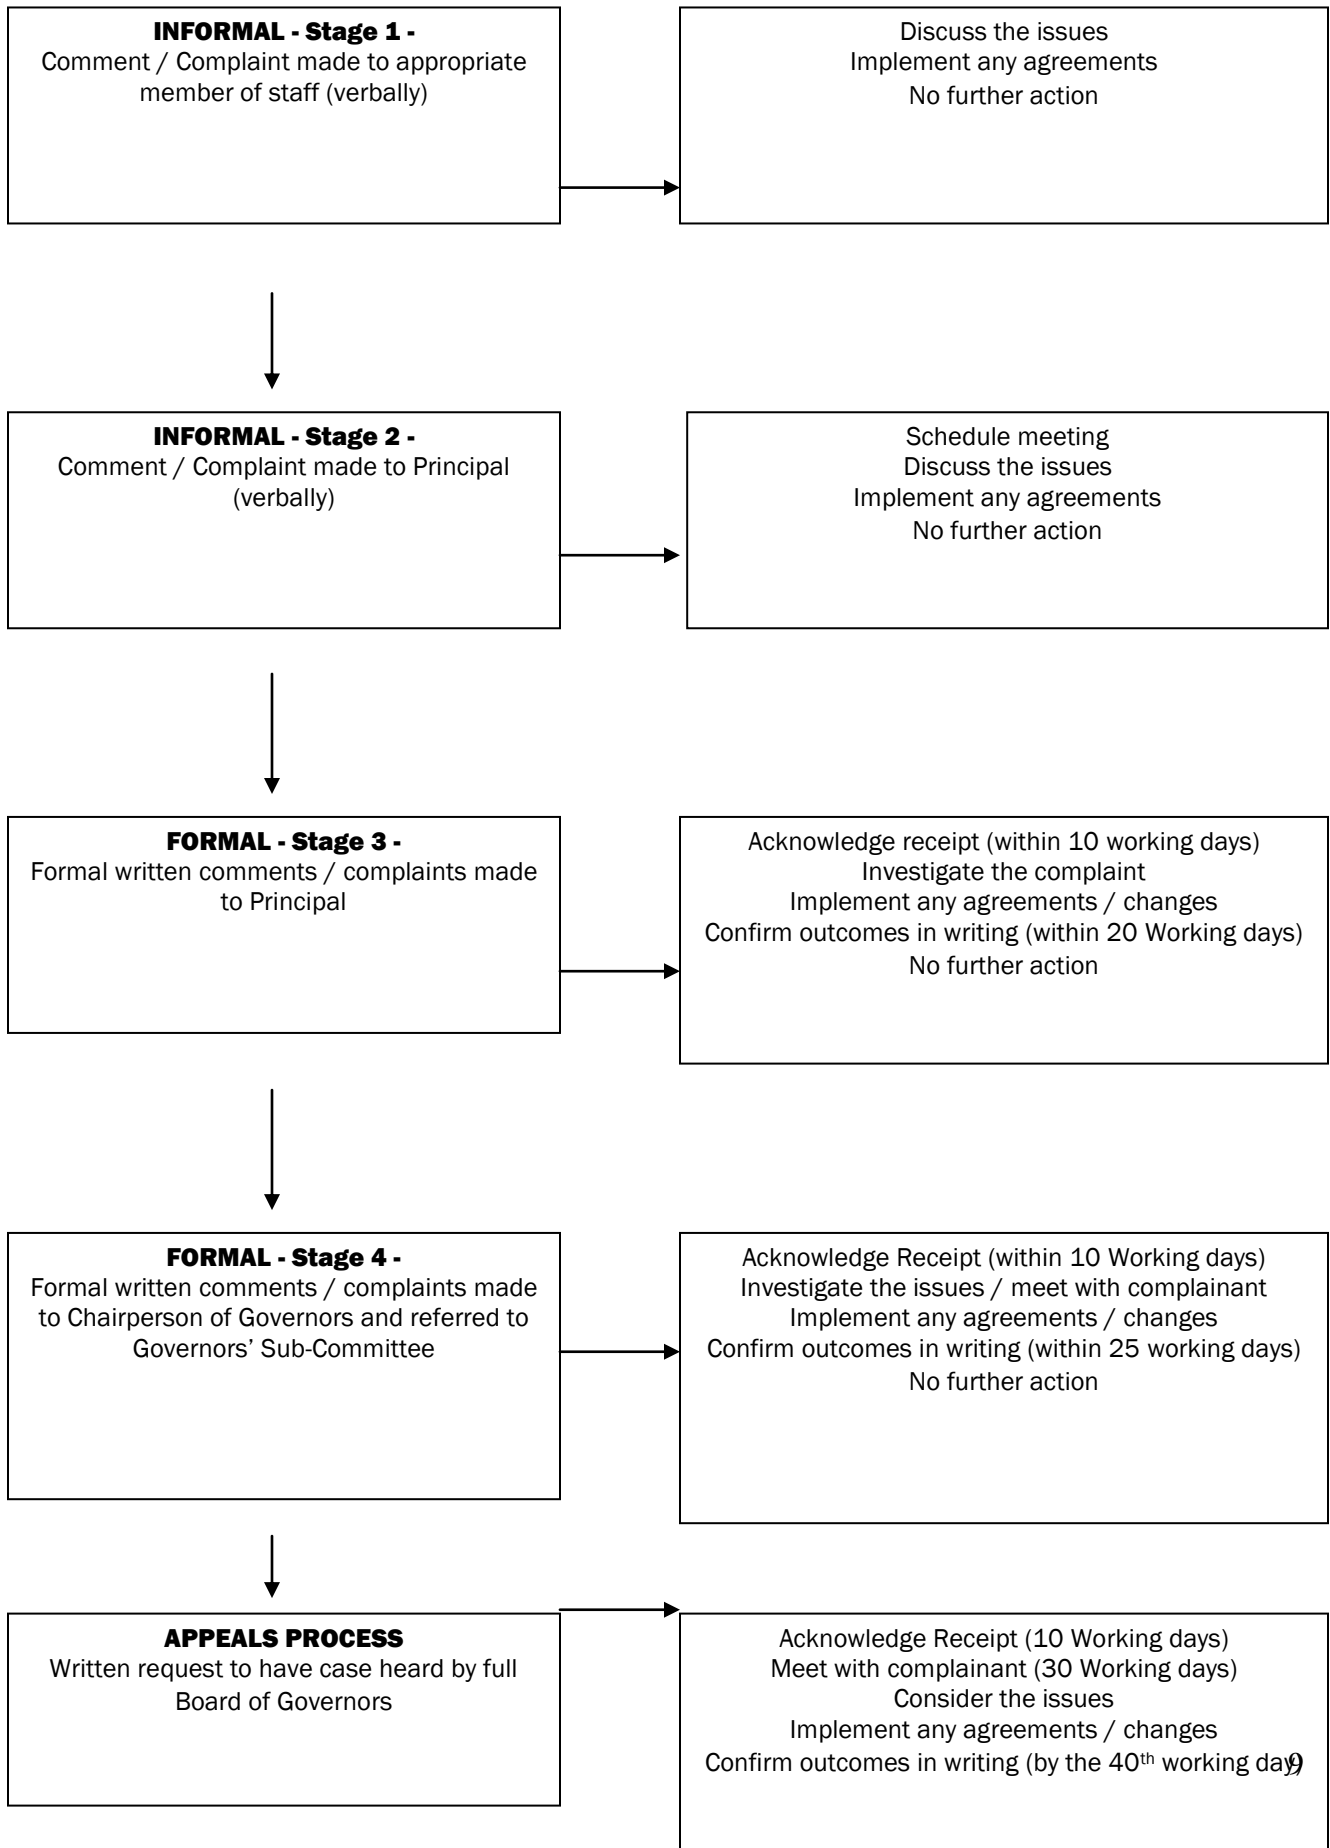 INFORMAL - Stage 1 -
Comment / Complaint made to appropriate
member of staff (verbally)
Discuss the issues
Implement any agreements
No further action
INFORMAL - Stage 2 -
Comment / Complaint made to Principal
(verbally)
Schedule meeting
Discuss the issues
Implement any agreements
No further action
FORMAL - Stage 3 -
Formal written comments / complaints made
to Principal
Acknowledge receipt (within 10 working days)
Investigate the complaint
Implement any agreements / changes
Confirm outcomes in writing (within 20 Working days)
No further action
FORMAL - Stage 4 -
Formal written comments / complaints made
to Chairperson of Governors and referred to
Governors’ Sub-Committee
Acknowledge Receipt (within 10 Working days)
Investigate the issues / meet with complainant
Implement any agreements / changes
Confirm outcomes in writing (within 25 working days)
No further action
APPEALS PROCESS
Written request to have case heard by full
Board of Governors
Acknowledge Receipt (10 Working days)
Meet with complainant (30 Working days)
Consider the issues
Implement any agreements / changes
Confirm outcomes in writing (by the 40th working day)
9